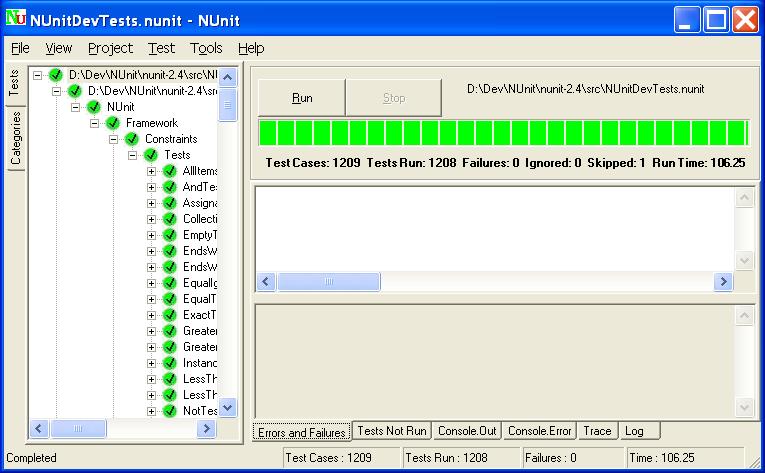 NUnitDevTests.nunit - NUnit
File View Project Test Tools Help
Tests
Categories
D:\Dev\NUnit\nunit-2.4\src\NU
D:\Dev\NUnit\nunit-2.4\src
NUnit
Framework
Constraints
Tests
AllItems
AndTes
Assigna
Collecti
EmptyT
EndsW
EndsW
EqualIg
EqualT
ExactT
Greater
Greater
Instanc
LessTh
LessTh
NotTes
Run Stop D:\Dev\NUnit\nunit-2.4\src\NUnitDevTests.nunit
Test Cases: 1209 Tests Run: 1208 Failures: 0 Ignored: 0 Skipped: 1 Run Time: 106.25
Errors and Failures Tests Not Run Console.Out Console.Error Trace Log
Completed Test Cases : 1209 Tests Run : 1208 Failures : 0 Time : 106.25